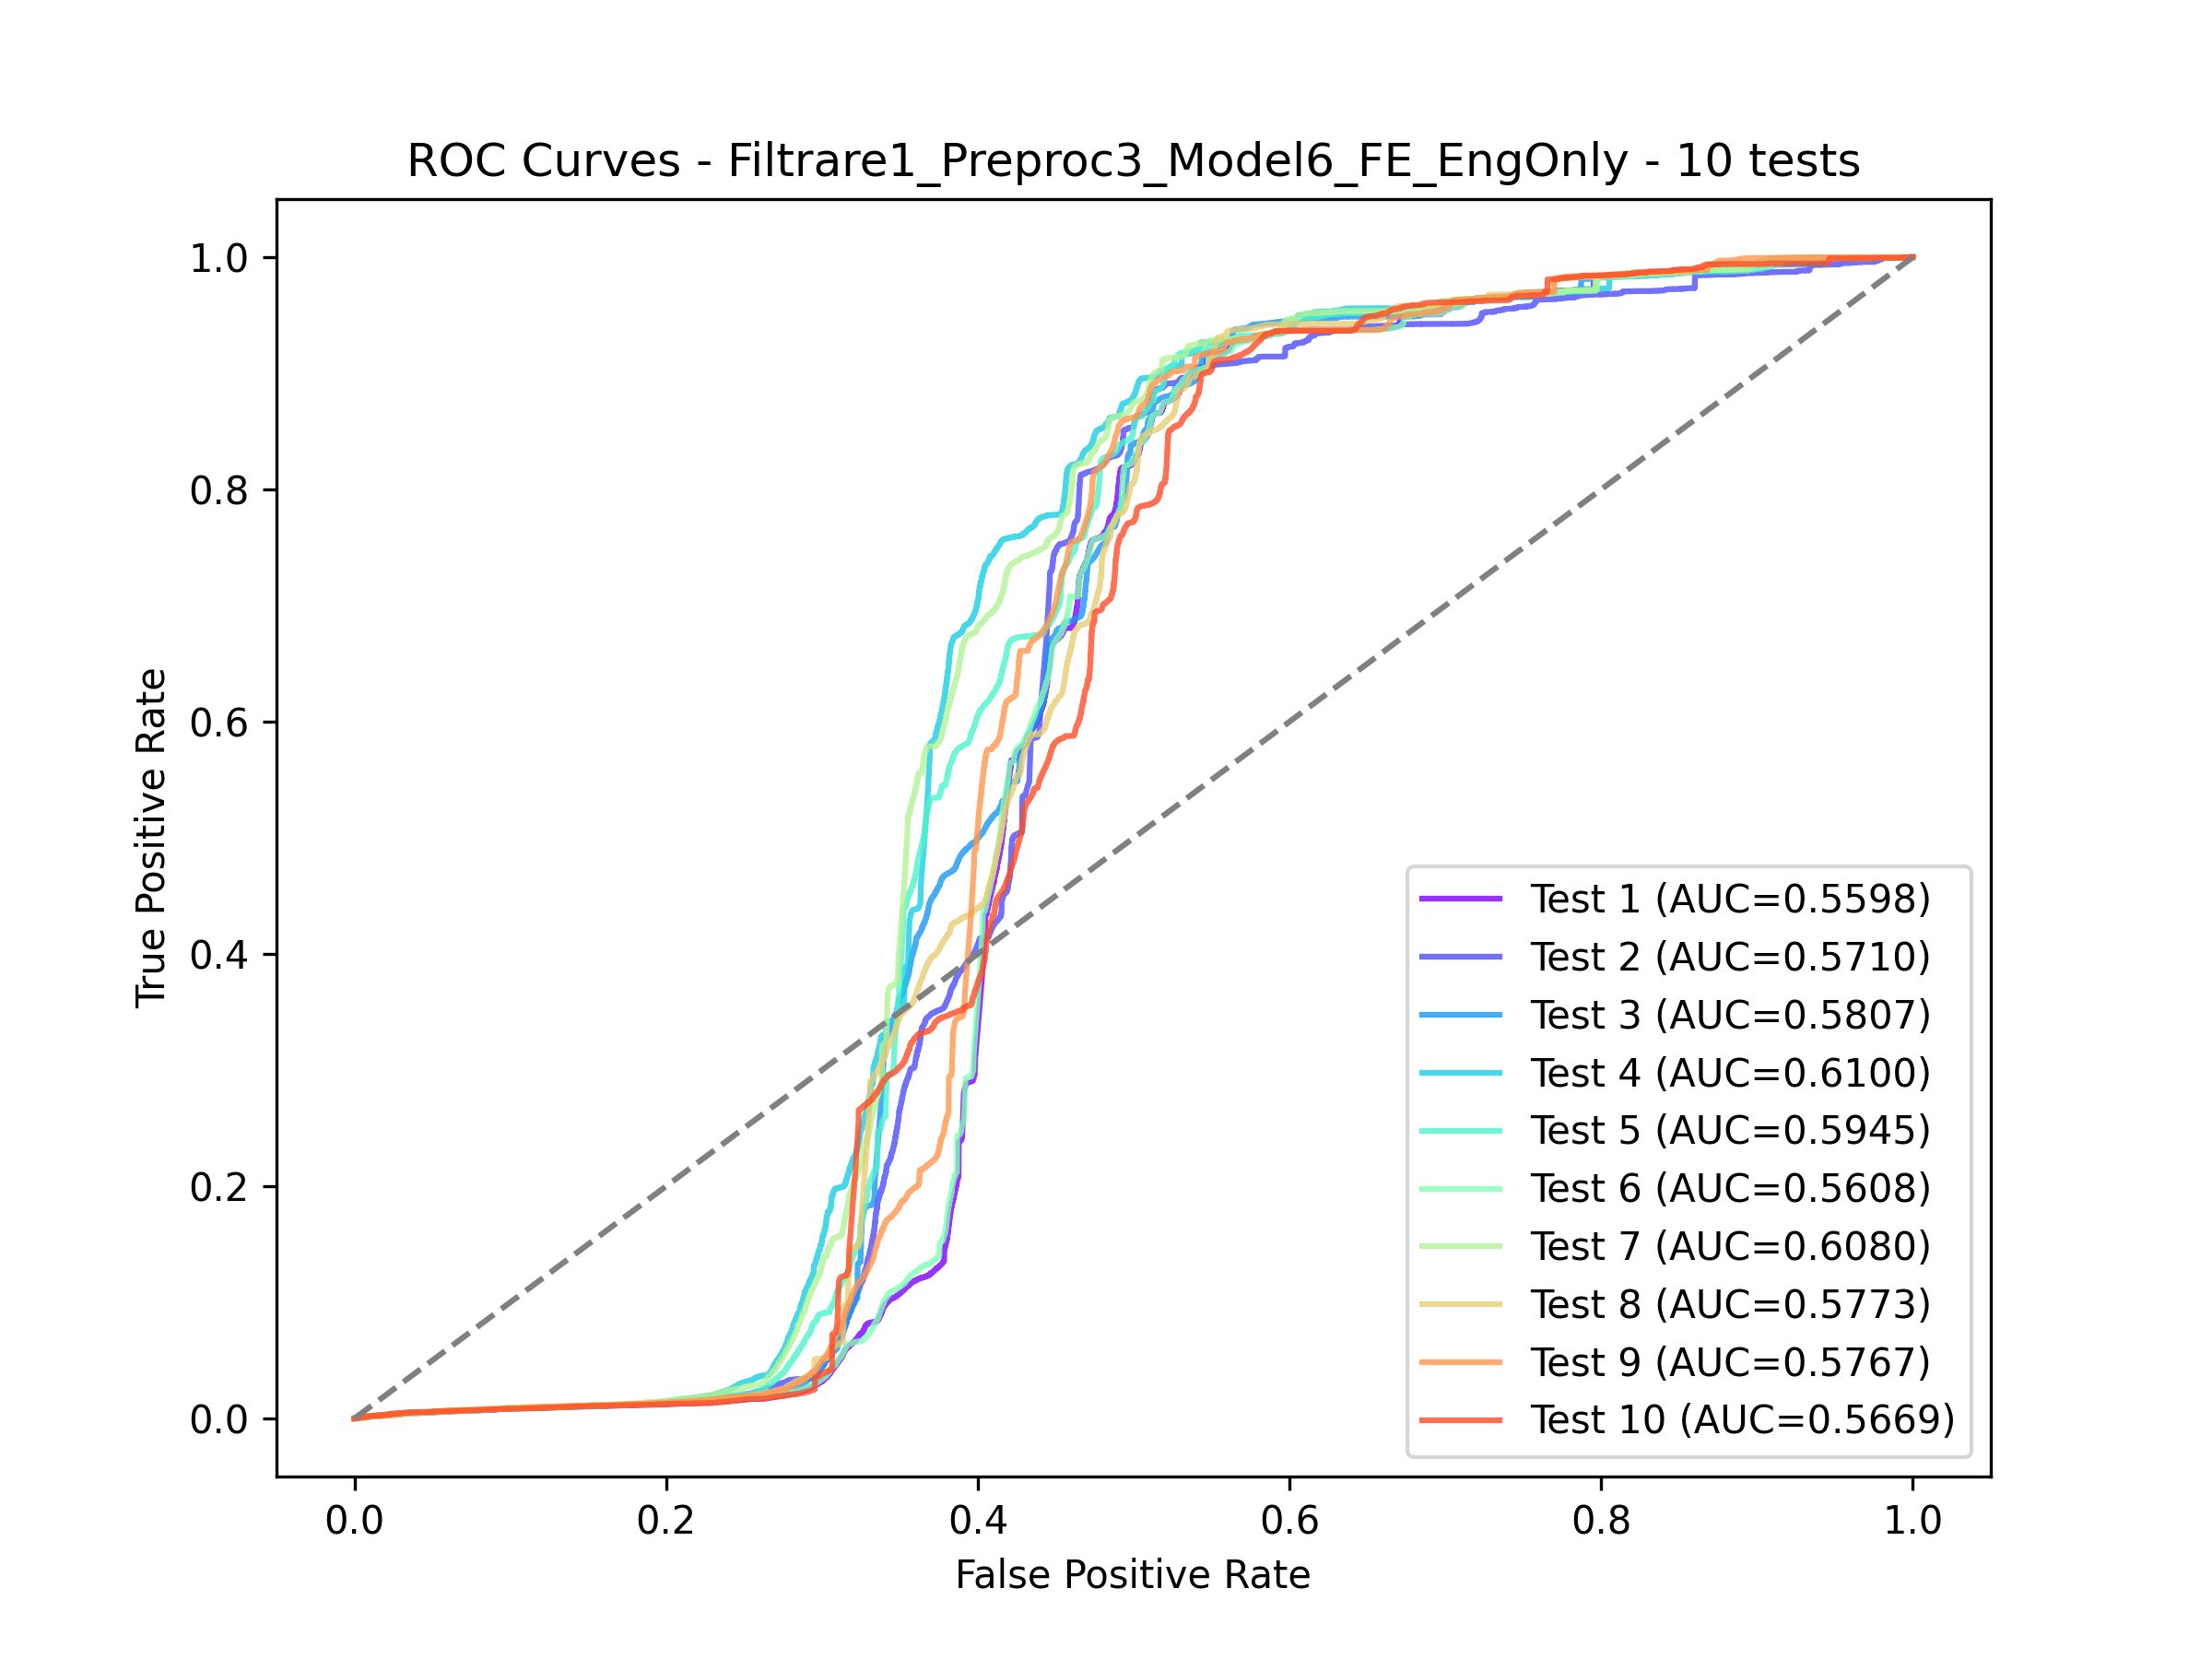 ROC Curves - Filtrare1_Preproc3_Model6_FE_EngOnly - 10 tests
1.0
0.8
0.6
0.4
0.2
0.0
True Positive Rate
0.0 0.2 0.4 0.6 0.8 1.0
False Positive Rate
Test 1 (AUC=0.5598)
Test 2 (AUC=0.5710)
Test 3 (AUC=0.5807)
Test 4 (AUC=0.6100)
Test 5 (AUC=0.5945)
Test 6 (AUC=0.5608)
Test 7 (AUC=0.6080)
Test 8 (AUC=0.5773)
Test 9 (AUC=0.5767)
Test 10 (AUC=0.5669)